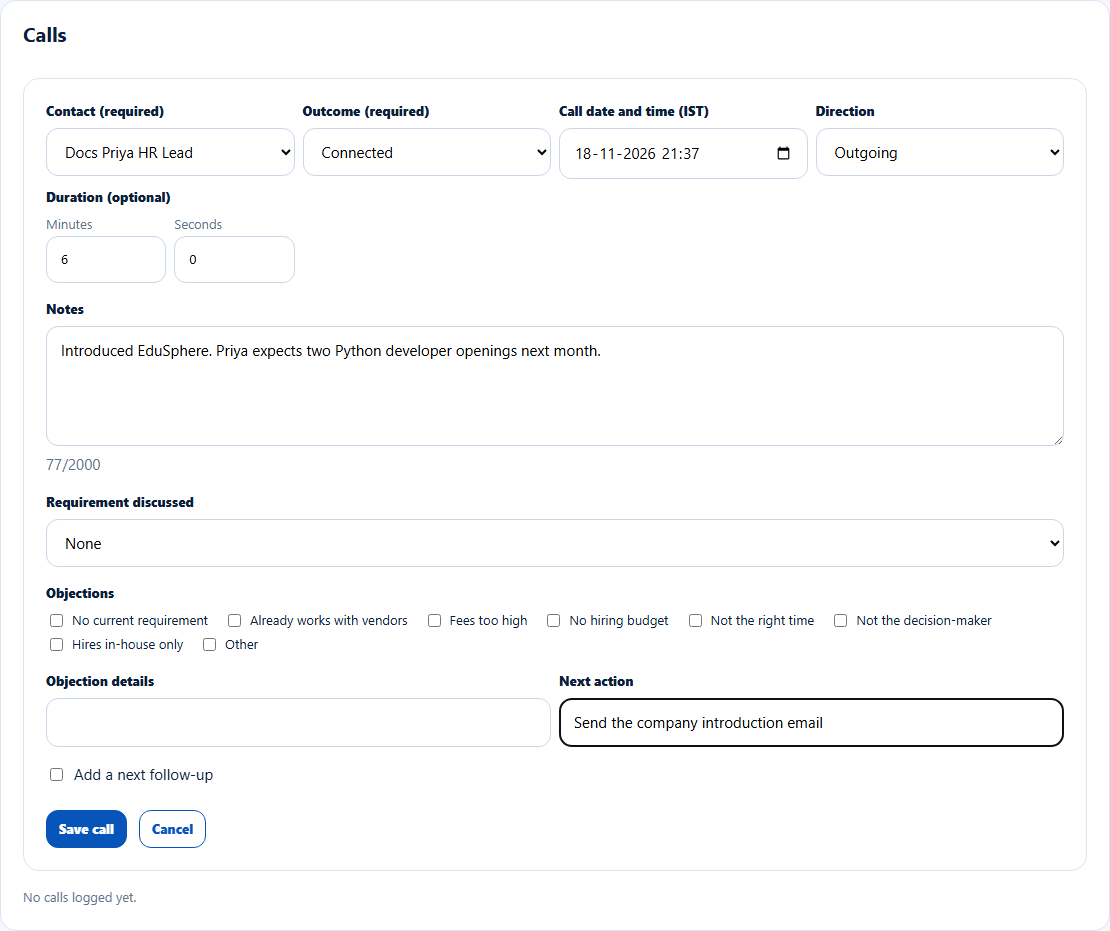 Calls
Contact (required) Outcome (required) Call date and time (IST) Direction
Docs Priya HR Lead Connected 18-11-2026 21:37 Outgoing
Duration (optional)
Minutes Seconds
6 0
Notes
Introduced EduSphere. Priya expects two Python developer openings next month.
77/2000
Requirement discussed
None
Objections
No current requirement Already works with vendors Fees too high No hiring budget Not the right time Not the decision-maker
Hires in-house only Other
Objection details Next action
Send the company introduction email
Add a next follow-up
Save call Cancel
No calls logged yet.